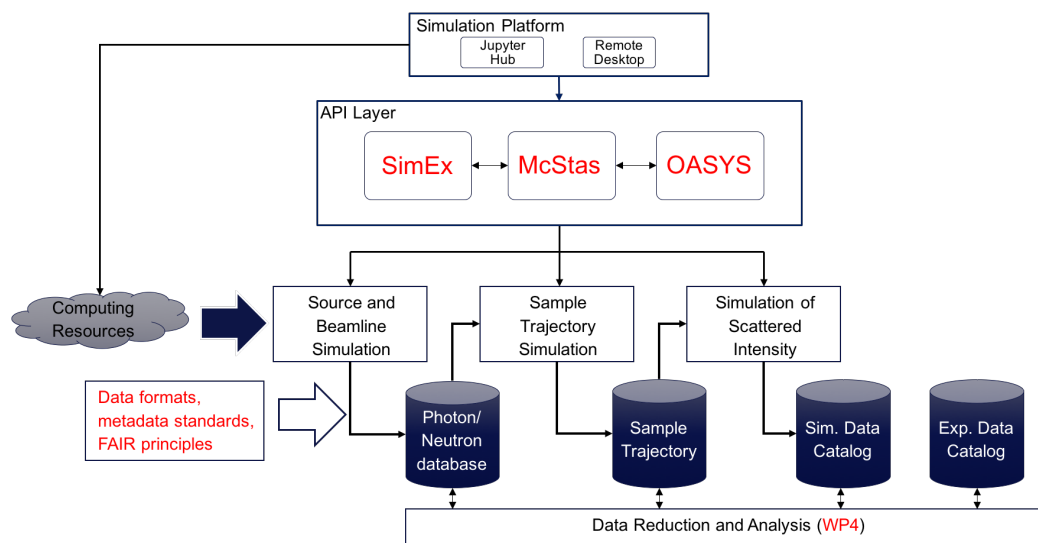 Simulation Platform
Jupyter
Hub
Remote
Desktop
API Layer
SimEx
McStas
OASYS
Computing
Resources
Source and
Beamline
Simulation
Sample
Trajectory
Simulation
Simulation of
Scattered
Intensity
Data formats,
metadata standards,
FAIR principles
Photon/
Neutron
database
Sample
Trajectory
Sim. Data
Catalog
Exp. Data
Catalog
Data Reduction and Analysis (WP4)